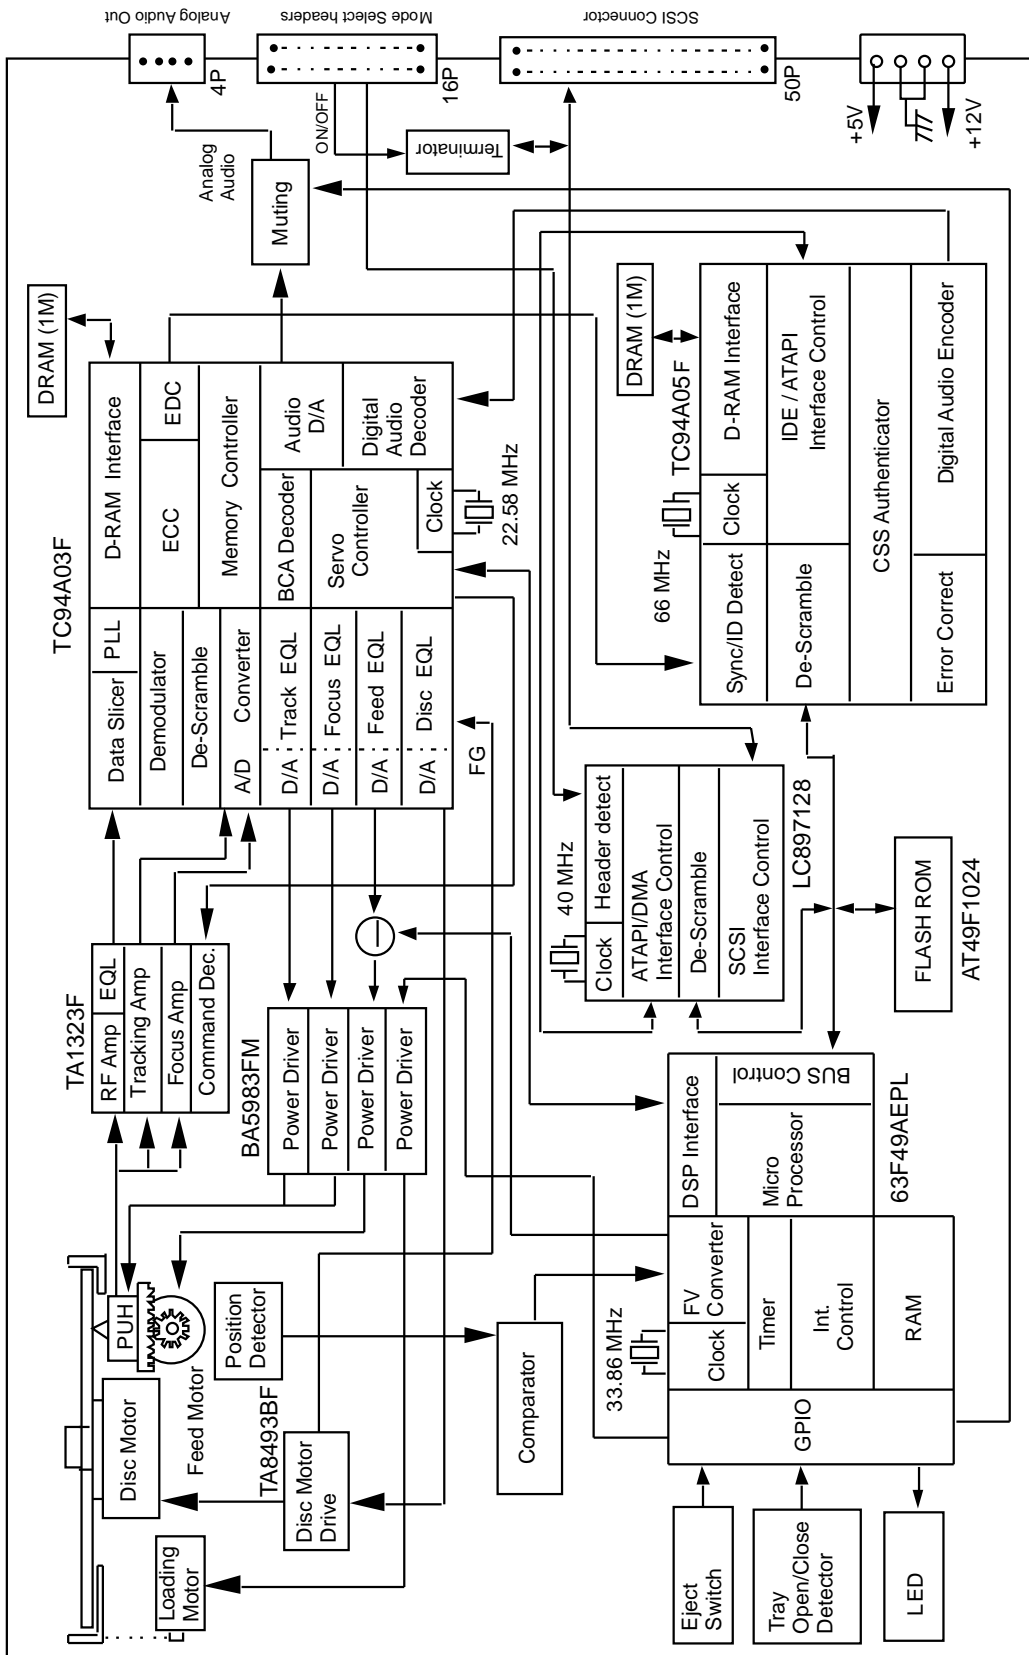 Analog Audio Out
Mode Select headers
SCSI Connector
4P
16P
50P
+5V
+12V
ON/OFF
Terminator
Analog
Audio
Muting
DRAM (1M)
TC94A03F
D-RAM Interface
ECC
EDC
Memory Controller
BCA Decoder
Audio
D/A
Servo
Controller
Digital
Audio
Decoder
Clock
22.58 MHz
Data Slicer
PLL
Demodulator
De-Scramble
A/D
Converter
D/A
Track EQL
D/A
Focus EQL
D/A
Feed EQL
D/A
Disc EQL
FG
DRAM (1M)
TC94A05F
66 MHz
Sync/ID Detect
Clock
D-RAM Interface
De-Scramble
IDE / ATAPI
Interface Control
CSS Authenticator
Error Correct
Digital Audio Encoder
TA1323F
RF Amp
EQL
Tracking Amp
Focus Amp
Command Dec.
BA5983FM
Power Driver
Power Driver
Power Driver
Power Driver
40 MHz
Clock
Header detect
ATAPI/DMA
Interface Control
De-Scramble
SCSI
Interface Control
LC897128
FLASH ROM
AT49F1024
PUH
Disc Motor
Feed Motor
Loading
Motor
Position
Detector
TA8493BF
Disc Motor
Drive
Comparator
33.86 MHz
Clock
FV
Converter
DSP Interface
BUS Control
Timer
Micro
Processor
Int.
Control
RAM
GPIO
63F49AEPL
Eject
Switch
Tray
Open/Close
Detector
LED